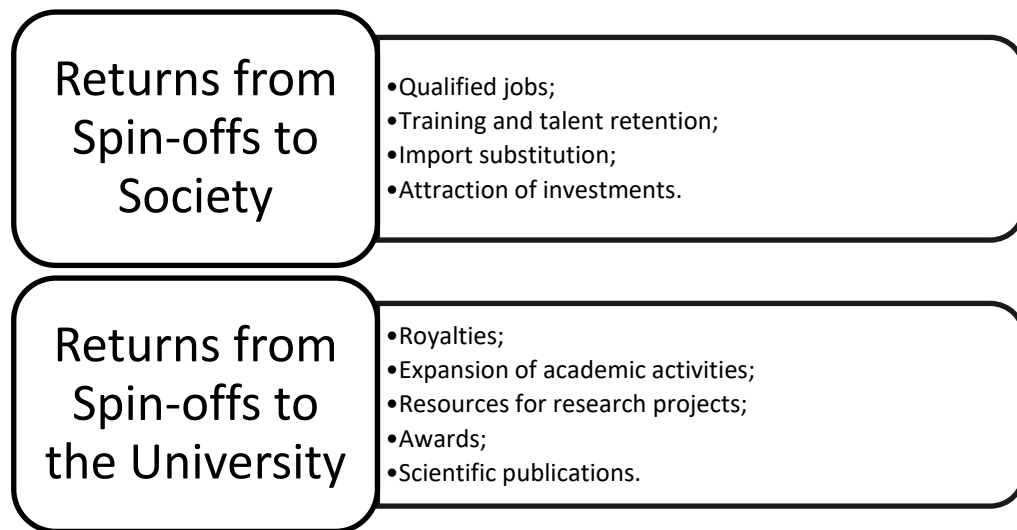 Returns from
Spin-offs to
Society
•Qualified jobs;
•Training and talent retention;
•Import substitution;
•Attraction of investments.
Returns from
Spin-offs to
the University
•Royalties;
•Expansion of academic activities;
•Resources for research projects;
•Awards;
•Scientific publications.